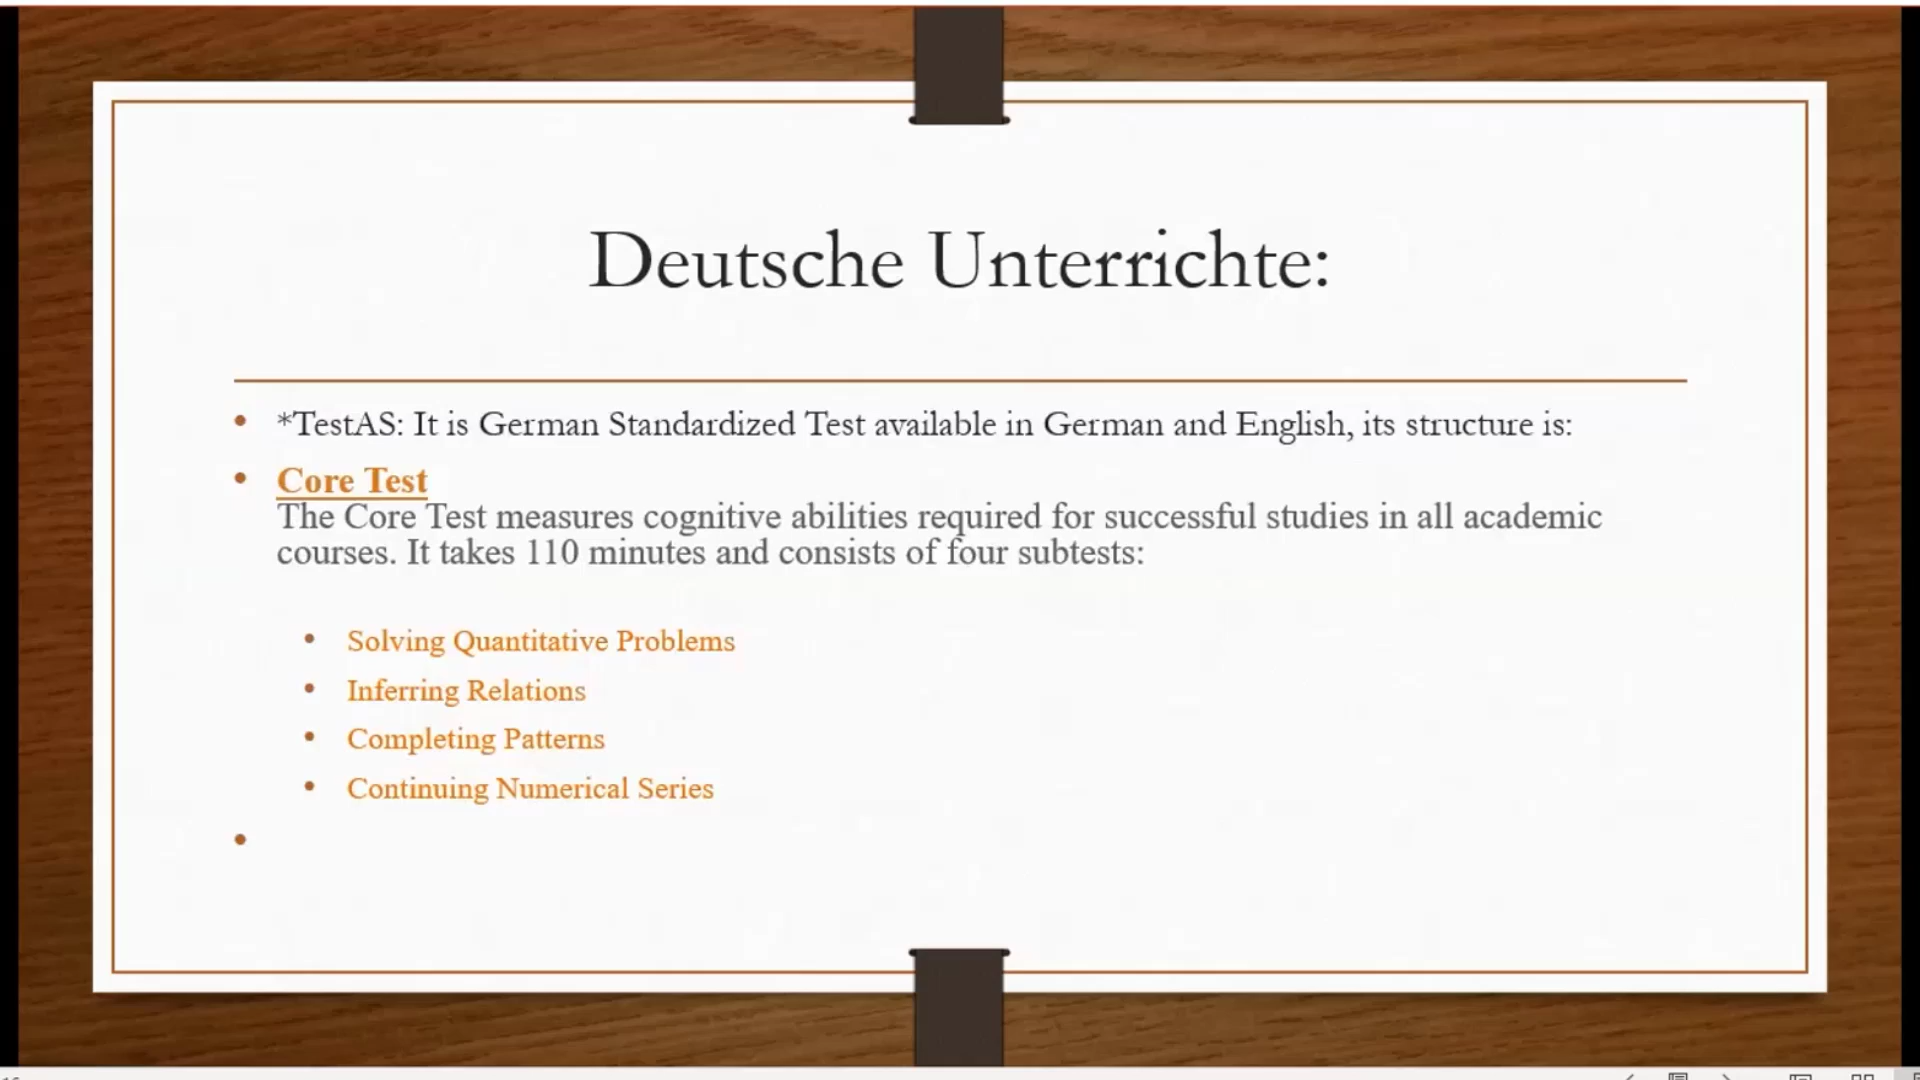 Deutsche Unterrichte:
*TestAS: It is German Standardized Test available in German and English, its structure is:
Core Test
The Core Test measures cognitive abilities required for successful studies in all academic
courses. It takes 110 minutes and consists of four subtests:
Solving Quantitative Problems
Inferring Relations
Completing Patterns
Continuing Numerical Series